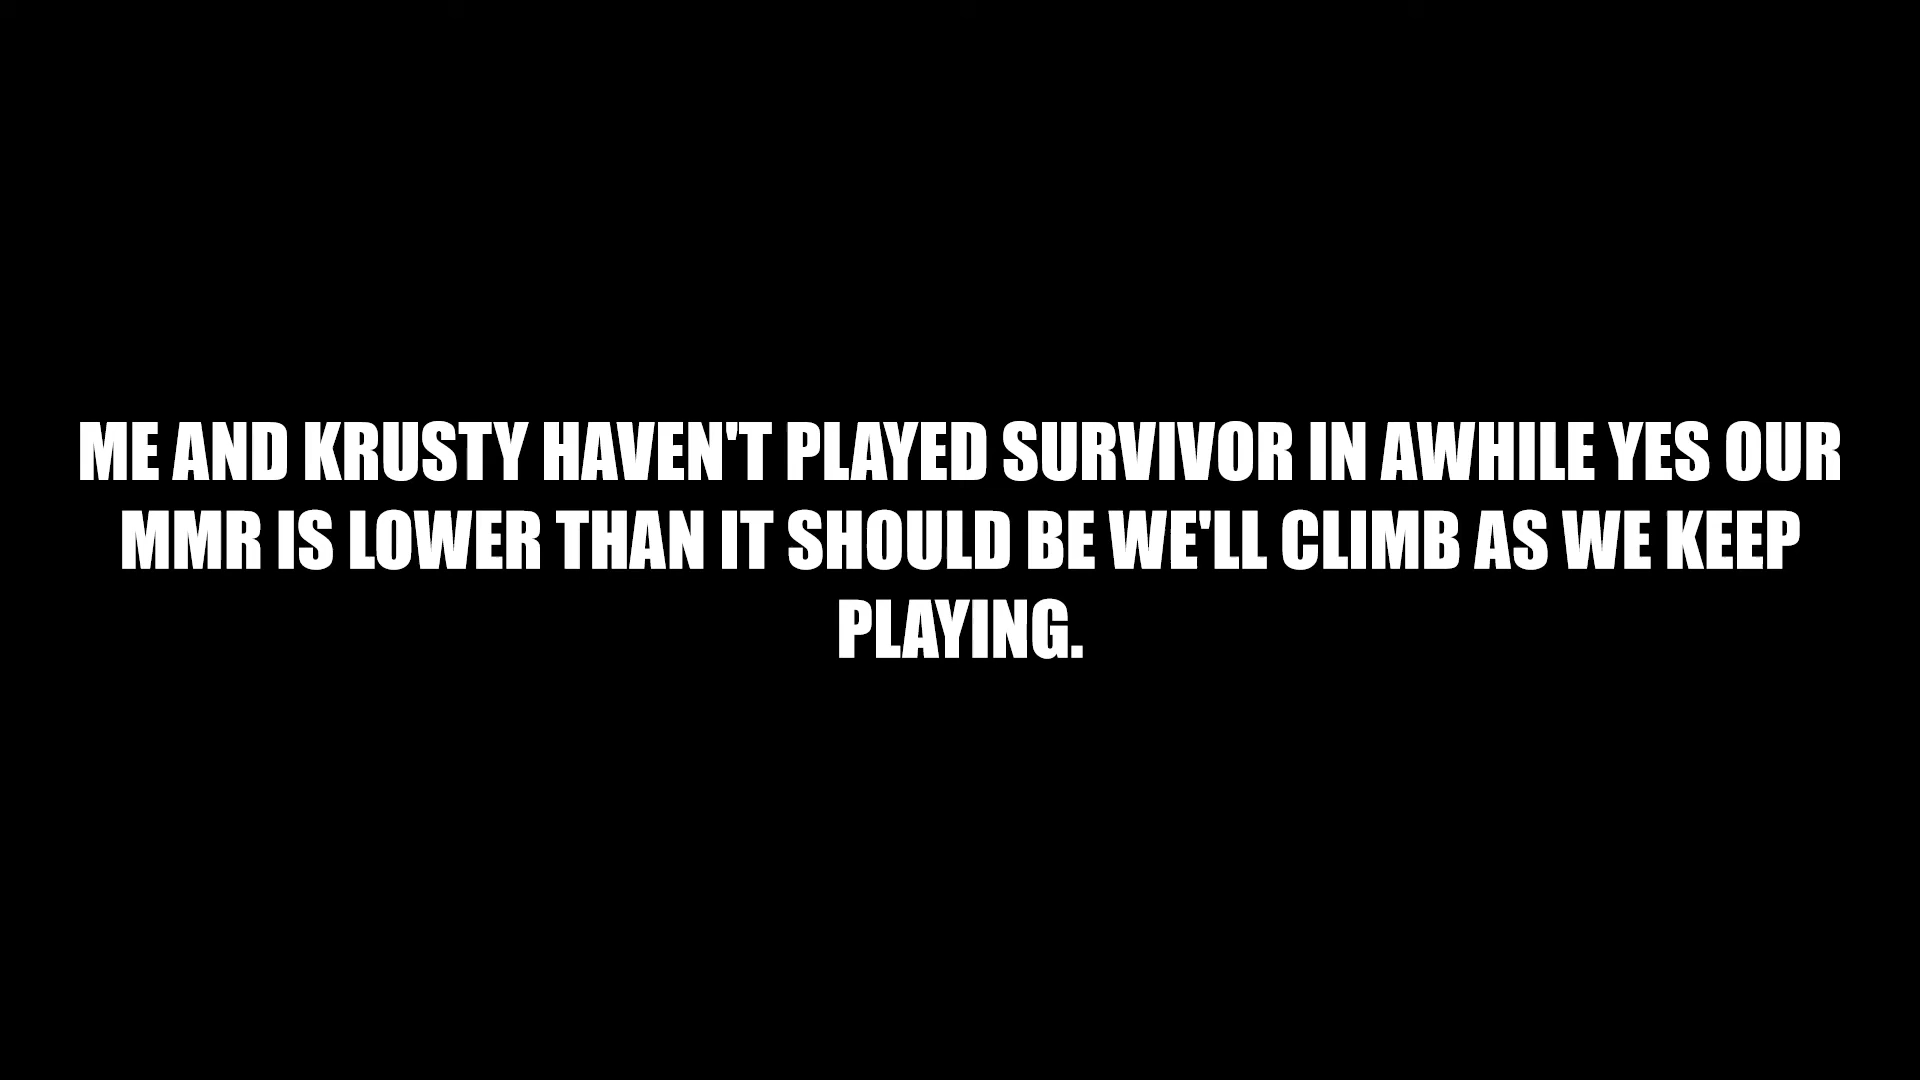 ME AND KRUSTY HAVEN'T PLAYED SURVIVOR IN AWHILE YES OUR
MMR IS LOWER THAN IT SHOULD BE WE'LL CLIMB AS WE KEEP
PLAYING.